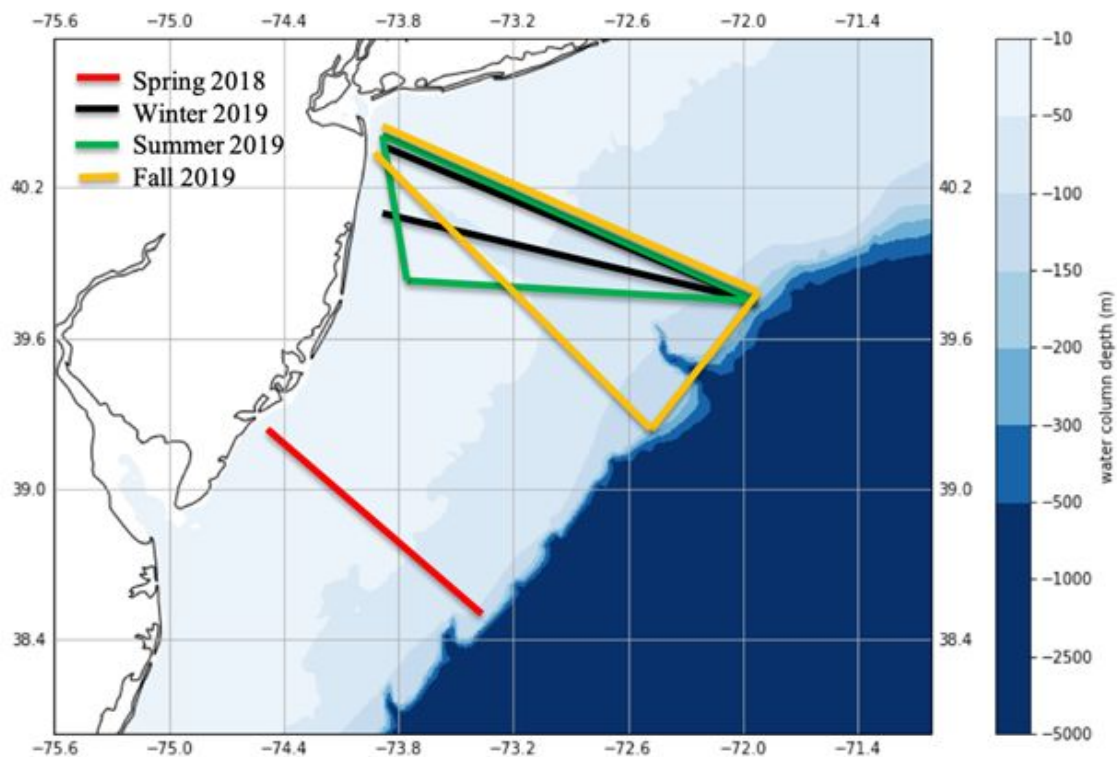 −75.6 −75.0 −74.4 −73.8 −73.2 −72.6 −72.0 −71.4
Spring 2018
Winter 2019
Summer 2019
Fall 2019
40.2
39.6
39.0
38.4
40.2
39.6
39.0
38.4
−75.6 −75.0 −74.4 −73.8 −73.2 −72.6 −72.0 −71.4
−10
−50
−100
−150
−200
−300
−500
−1000
−2500
−5000
water column depth (m)